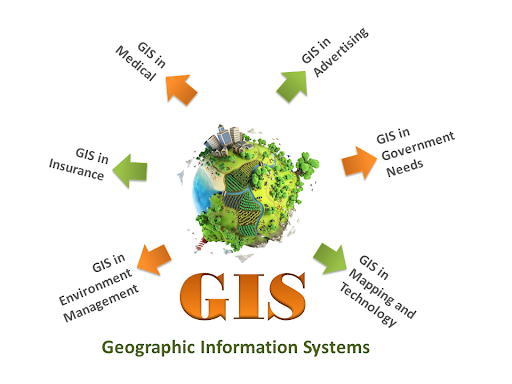 GIS in
Medical
GIS in
Advertising
GIS in
Insurance
GIS in
Government
Needs
GIS in
Environment
Management
GIS in
Mapping and
Technology
GIS
Geographic Information Systems